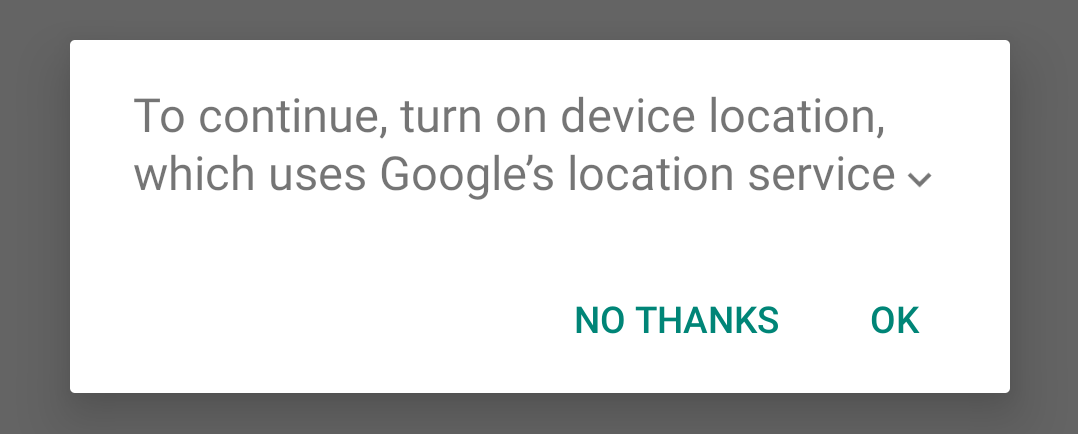 To continue, turn on device location,
which uses Google’s location service
NO THANKS OK